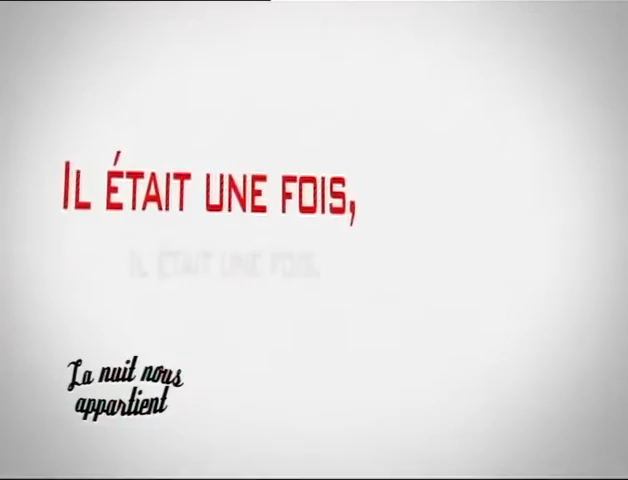 Il était une fois,
Il était une fois,
La nuit nous
appartient